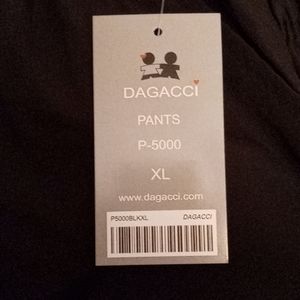 DAGACCI
PANTS
P-5000
XL
www.dagacci.com
P5000BLKXL DAGACCI